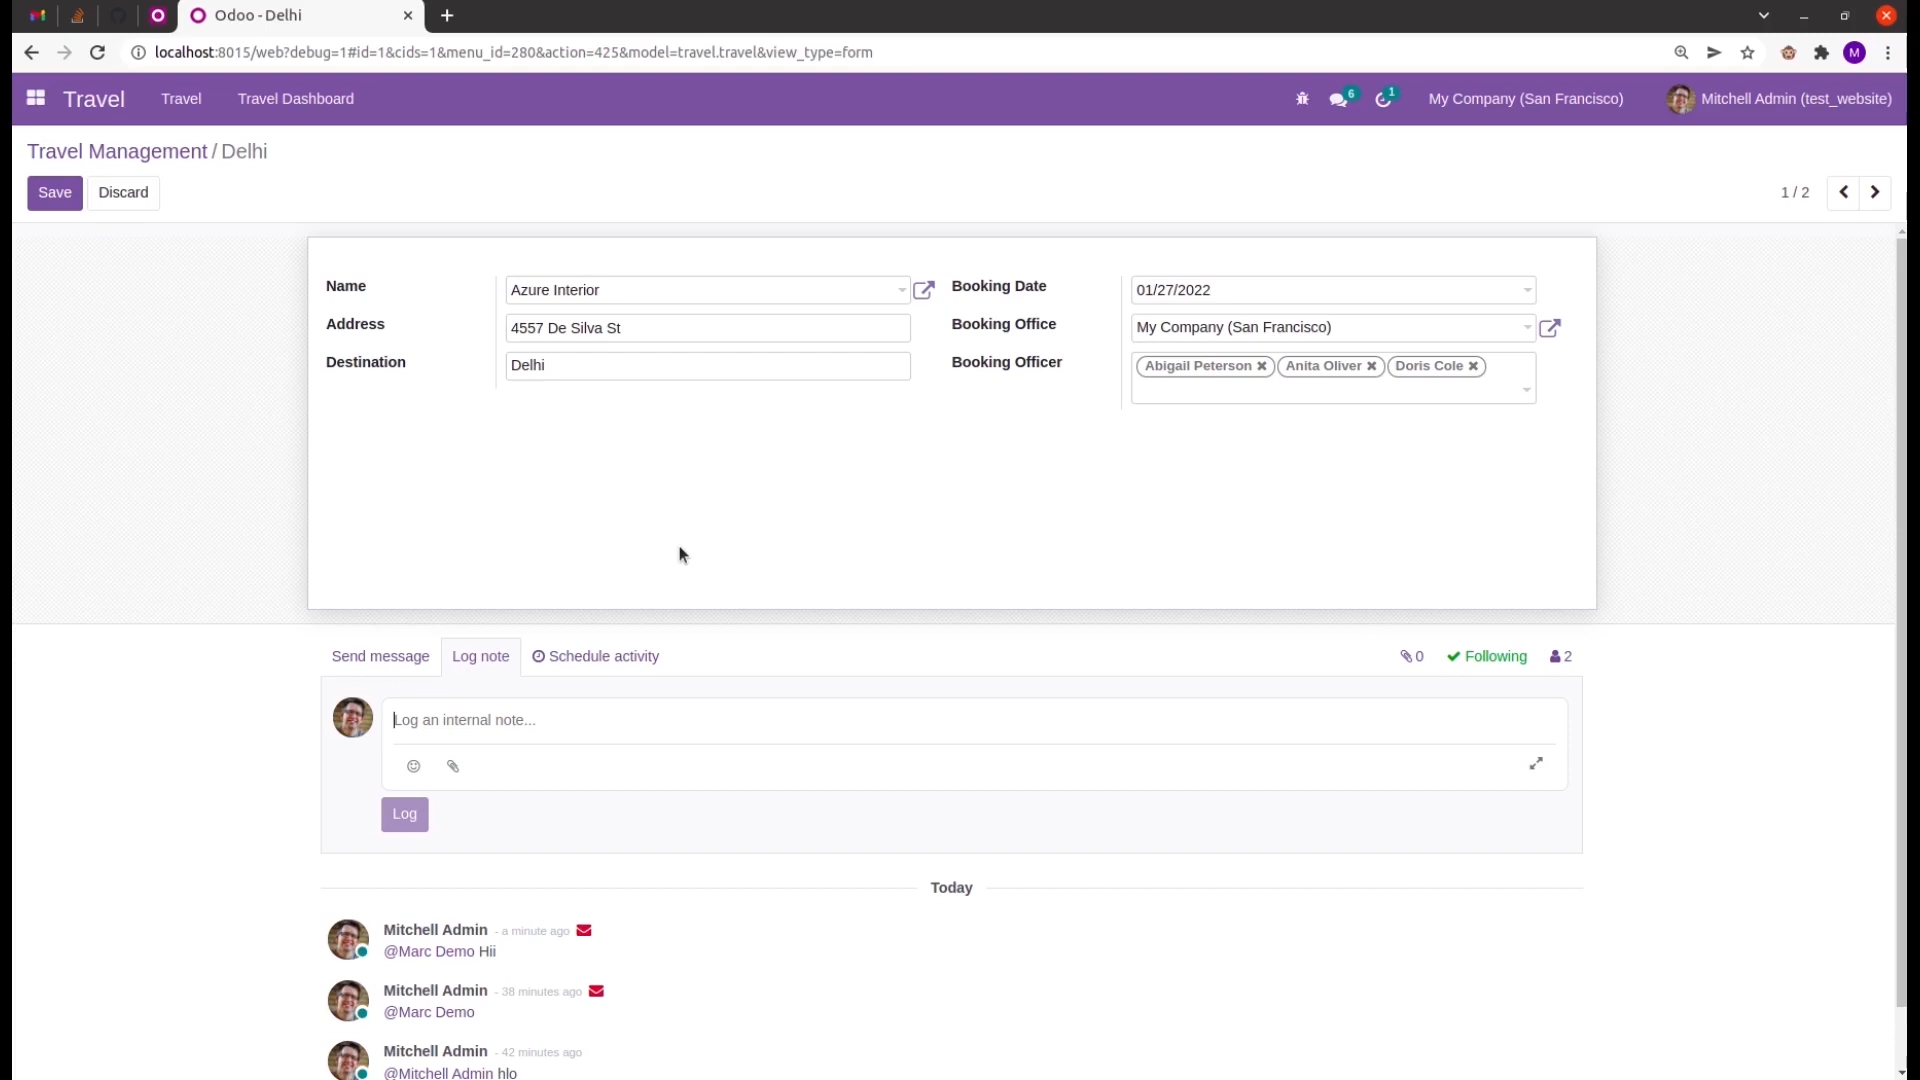 Odoo - Delhi
localhost:8015/web?debug=1#id=1&cids=1&menu_id=280&action=425&model=travel.travel&view_type=form
M
Travel
Travel
Travel Dashboard
6
1
My Company (San Francisco)
Mitchell Admin (test_website)
Travel Management / Delhi
Save
Discard
1 / 2
Name
Azure Interior
Booking Date
01/27/2022
Address
4557 De Silva St
Booking Office
My Company (San Francisco)
Destination
Delhi
Booking Officer
Abigail Peterson
Anita Oliver
Doris Cole
Send message
Log note
Schedule activity
0
Following
2
Log an internal note...
Log
Today
Mitchell Admin - a minute ago
@Marc Demo Hii
Mitchell Admin - 38 minutes ago
@Marc Demo
Mitchell Admin - 42 minutes ago
@Mitchell Admin hlo